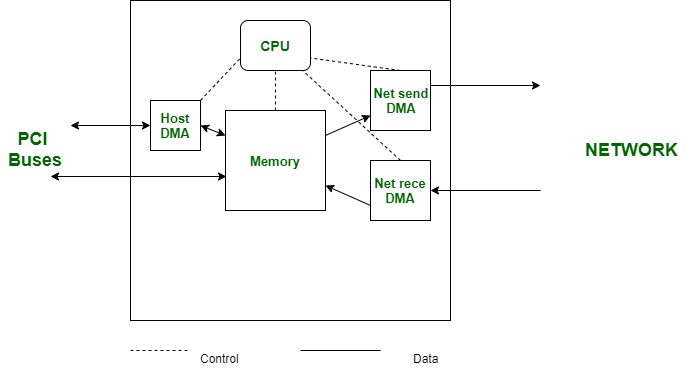 CPU
Net send
DMA
Host
DMA
PCI
Buses
Memory
NETWORK
Net rece
DMA
Control
Data